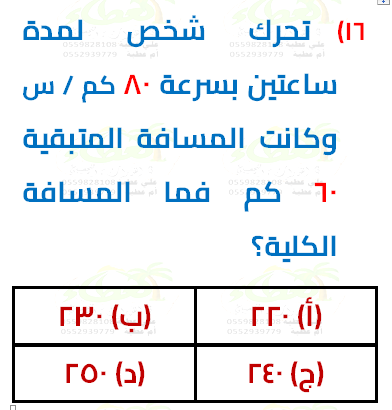 ١٦) تحرك شخص لمدة
ساعتين بسرعة ٨٠ كم / س
وكانت المسافة المتبقية
٦٠ كم فما المسافة
الكلية؟
(أ) ٢٢٠ (ب) ٢٣٠
(ج) ٢٤٠ (د) ٢٥٠